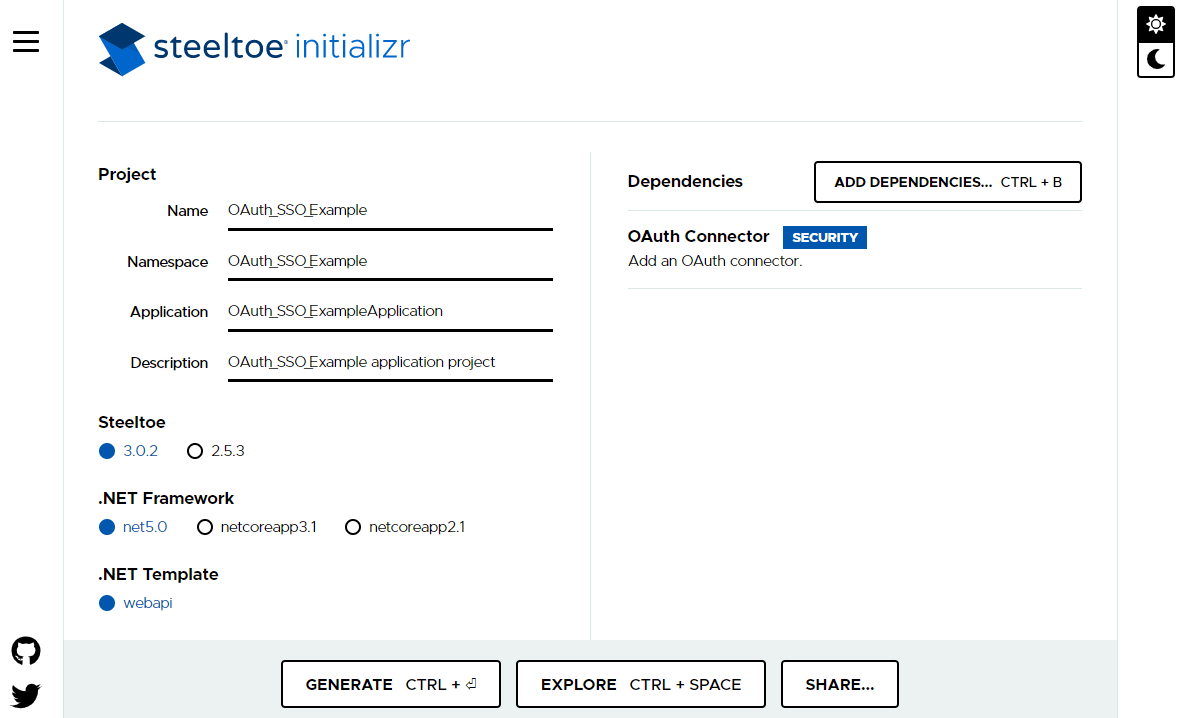 steeltoe® initializr
Project
Name OAuth_SSO_Example
Namespace OAuth_SSO_Example
Application OAuth_SSO_ExampleApplication
Description OAuth_SSO_Example application project
Steeltoe
3.0.2 2.5.3
.NET Framework
net5.0 netcoreapp3.1 netcoreapp2.1
.NET Template
webapi
Dependencies ADD DEPENDENCIES... CTRL + B
OAuth Connector SECURITY
Add an OAuth connector.
GENERATE CTRL + ⏎ EXPLORE CTRL + SPACE SHARE...